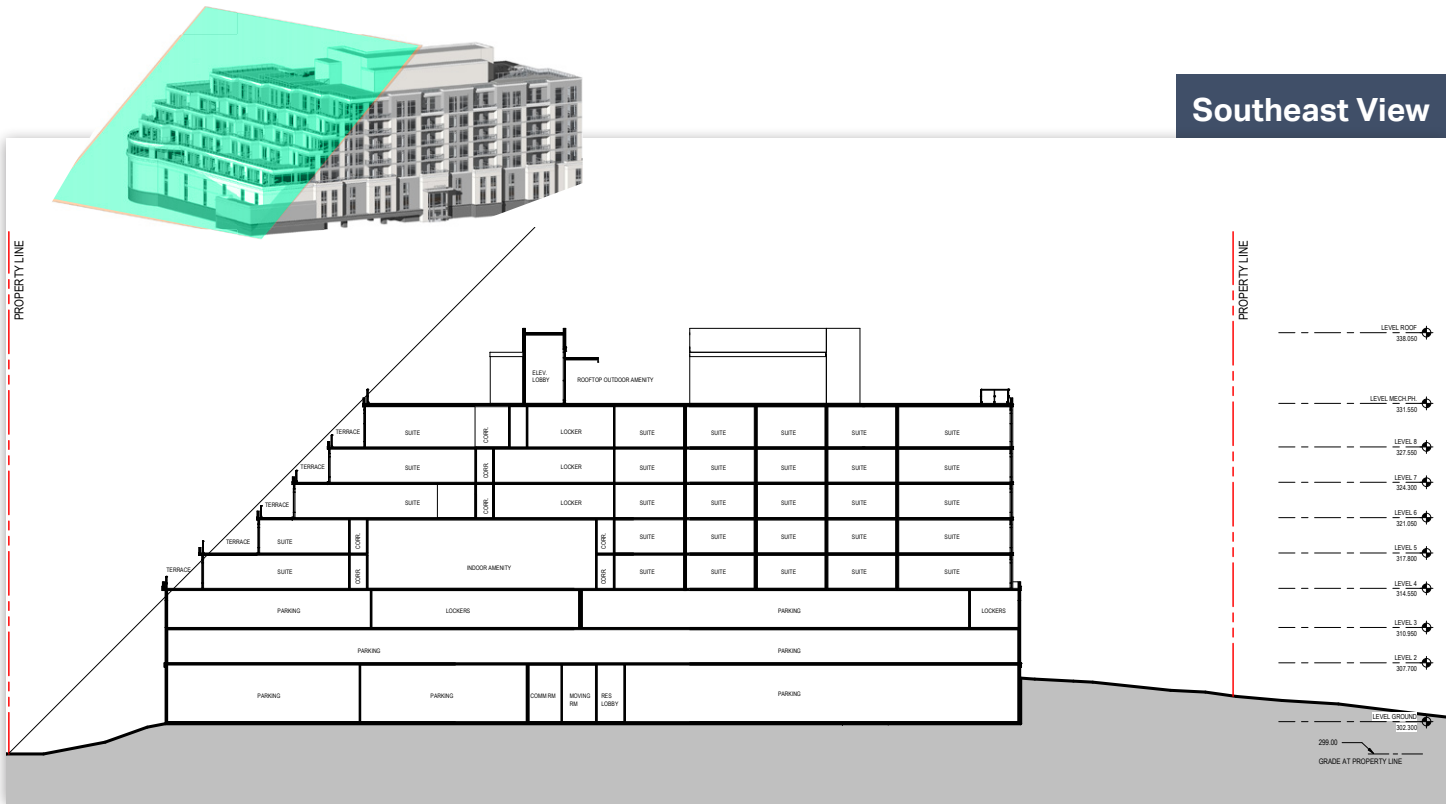 Southeast View
PROPERTY LINE
PROPERTY LINE
LEVEL ROOF
338.050
ELEV.
LOBBY
ROOFTOP OUTDOOR AMENITY
LEVEL MECH.PH.
331.550
TERRACE
SUITE
CORR.
LOCKER
SUITE
SUITE
SUITE
SUITE
SUITE
LEVEL 8
327.550
TERRACE
SUITE
CORR.
LOCKER
SUITE
SUITE
SUITE
SUITE
SUITE
LEVEL 7
324.300
TERRACE
SUITE
CORR.
LOCKER
SUITE
SUITE
SUITE
SUITE
SUITE
LEVEL 6
321.050
TERRACE
SUITE
CORR.
CORR.
SUITE
SUITE
SUITE
SUITE
SUITE
LEVEL 5
317.800
TERRACE
SUITE
CORR.
INDOOR AMENITY
CORR.
SUITE
SUITE
SUITE
SUITE
SUITE
LEVEL 4
314.550
PARKING
LOCKERS
PARKING
LOCKERS
LEVEL 3
310.950
PARKING
PARKING
LEVEL 2
307.700
PARKING
PARKING
COMM RM
MOVING
RM
RES
LOBBY
PARKING
LEVEL GROUND
302.300
299.00
GRADE AT PROPERTY LINE